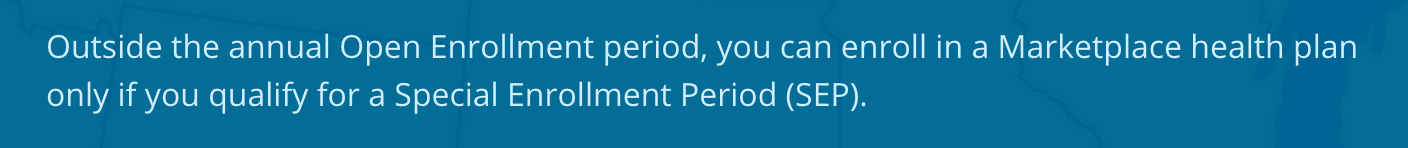 Outside the annual Open Enrollment period, you can enroll in a Marketplace health plan
only if you qualify for a Special Enrollment Period (SEP).